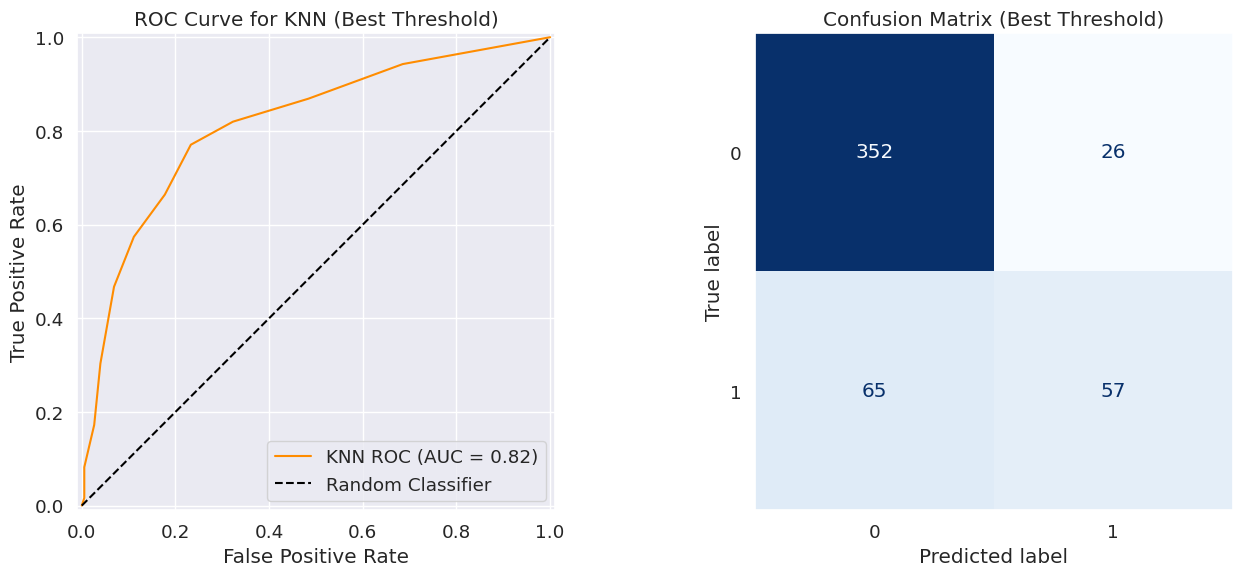 ROC Curve for KNN (Best Threshold)
True Positive Rate
1.0
0.8
0.6
0.4
0.2
0.0
0.0 0.2 0.4 0.6 0.8 1.0
False Positive Rate
KNN ROC (AUC = 0.82)
Random Classifier
Confusion Matrix (Best Threshold)
True label
0
352 26
1
65 57
0 1
Predicted label